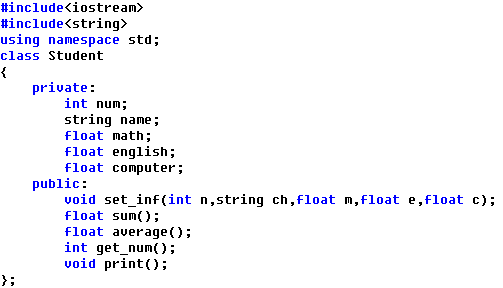 #include<iostream>
#include<string>
using namespace std;
class Student
{
    private:
        int num;
        string name;
        float math;
        float english;
        float computer;
    public:
        void set_inf(int n,string ch,float m,float e,float c);
        float sum();
        float average();
        int get_num();
        void print();
};